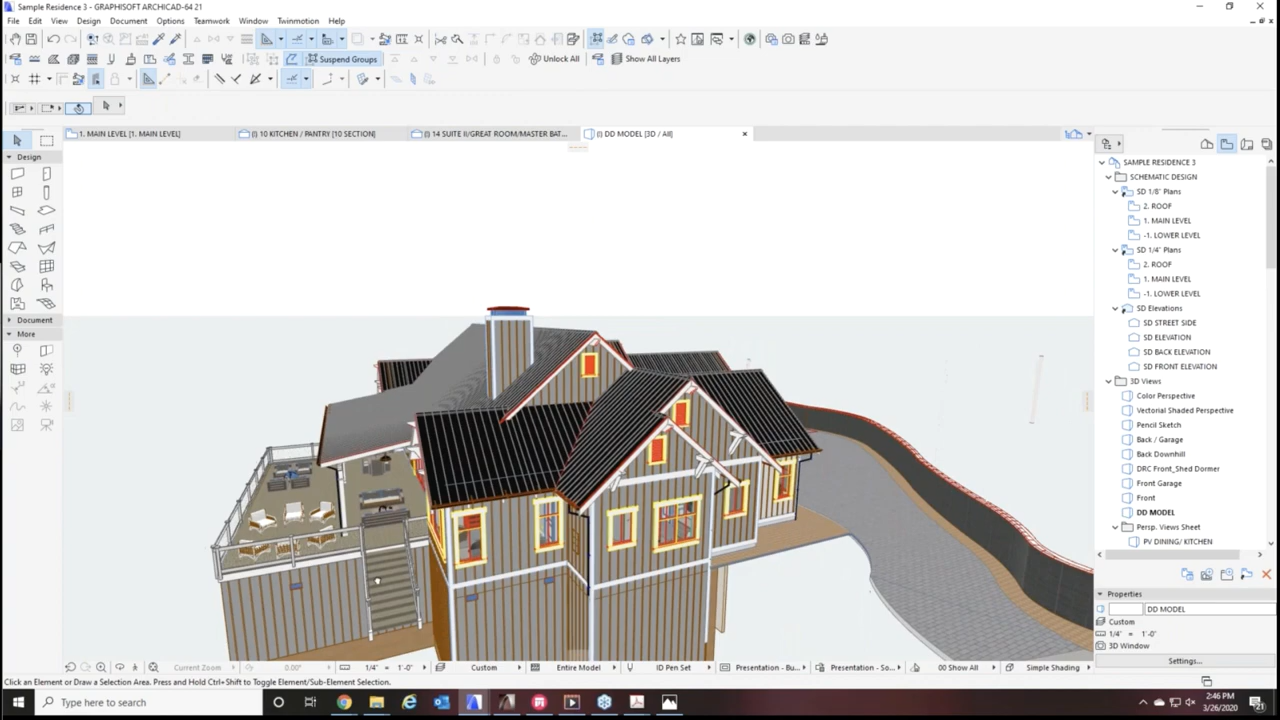 Sample Residence 3 - GRAPHISOFT ARCHICAD-64 21
File Edit View Design Document Options Teamwork Window Twinmotion Help
Suspend Groups
Unlock All
Show All Layers
1. MAIN LEVEL [1. MAIN LEVEL]
(!) 10 KITCHEN / PANTRY [10 SECTION]
(!) 14 SUITE II/GREAT ROOM/MASTER BAT...
(!) DD MODEL [3D / All]
Design
Document
More
SAMPLE RESIDENCE 3
SCHEMATIC DESIGN
SD 1/8" Plans
2. ROOF
1. MAIN LEVEL
-1. LOWER LEVEL
SD 1/4" Plans
2. ROOF
1. MAIN LEVEL
-1. LOWER LEVEL
SD Elevations
SD STREET SIDE
SD ELEVATION
SD BACK ELEVATION
SD FRONT ELEVATION
3D Views
Color Perspective
Vectorial Shaded Perspective
Pencil Sketch
Back / Garage
Back Downhill
DRC Front_Shed Dormer
Front Garage
Front
DD MODEL
Persp. Views Sheet
PV DINING/ KITCHEN
Properties
DD MODEL
Custom
1/4" = 1'-0"
3D Window
Settings...
Current Zoom
0.00°
1/4" = 1'-0"
Custom
Entire Model
ID Pen Set
Presentation - Bu...
Presentation - So...
00 Show All
Simple Shading
Click an Element or Draw a Selection Area. Press and Hold Ctrl+Shift to Toggle Element/Sub-Element Selection.
Type here to search
2:46 PM
3/26/2020
21